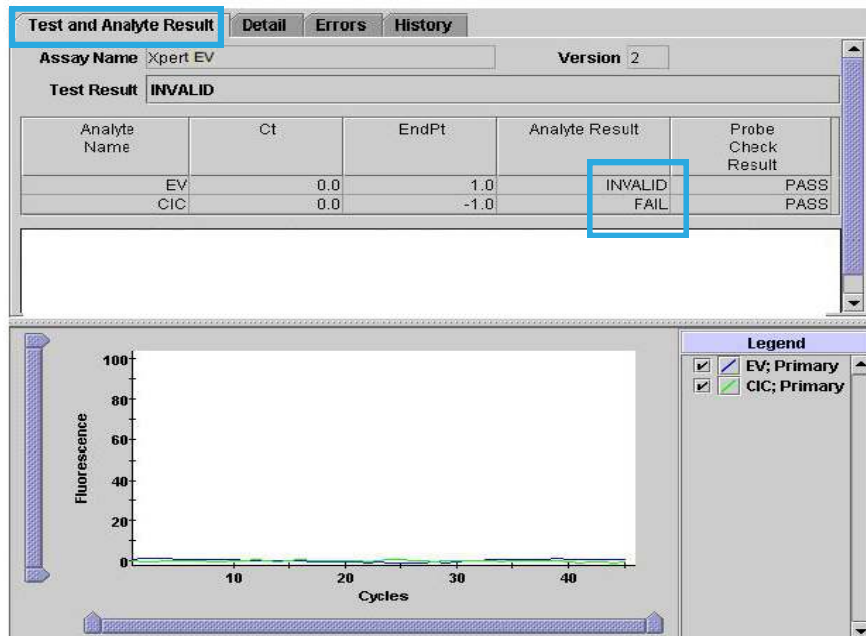 Test and Analyte Result Detail Errors History
Assay Name Xpert EV Version 2
Test Result INVALID
Analyte Name Ct EndPt Analyte Result Probe Check Result
EV 0.0 1.0 INVALID PASS
CIC 0.0 -1.0 FAIL PASS
Legend
EV; Primary
CIC; Primary
100
80
60
40
20
0
Fluorescence
10 20 30 40
Cycles